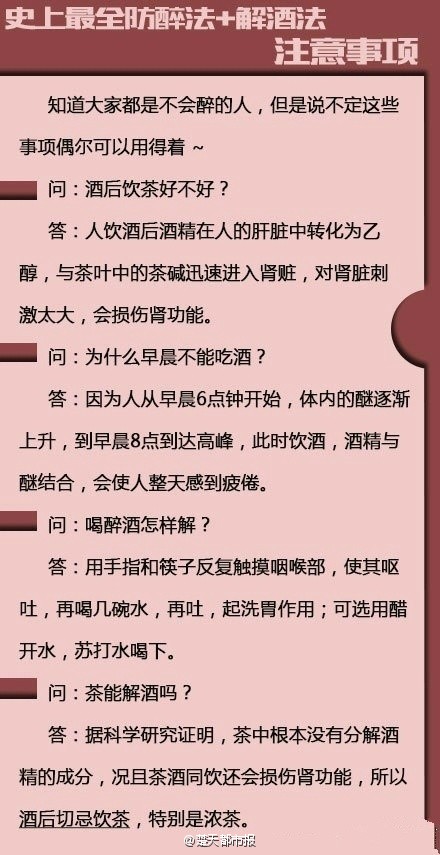 史上最全防醉法+解酒法
注意事项
知道大家都是不会醉的人，但是说不定这些
事项偶尔可以用得着 ~
问：酒后饮茶好不好？
答：人饮酒后酒精在人的肝脏中转化为乙
醇，与茶叶中的茶碱迅速进入肾赃，对肾脏刺
激太大，会损伤肾功能。
问：为什么早晨不能吃酒？
答：因为人从早晨6点钟开始，体内的醚逐渐
上升，到早晨8点到达高峰，此时饮酒，酒精与
醚结合，会使人整天感到疲倦。
问：喝醉酒怎样解？
答：用手指和筷子反复触摸咽喉部，使其呕
吐，再喝几碗水，再吐，起洗胃作用；可选用醋
开水，苏打水喝下。
问：茶能解酒吗？
答：据科学研究证明，茶中根本没有分解酒
精的成分，况且茶酒同饮还会损伤肾功能，所以
酒后切忌饮茶，特别是浓茶。
@楚天都市报